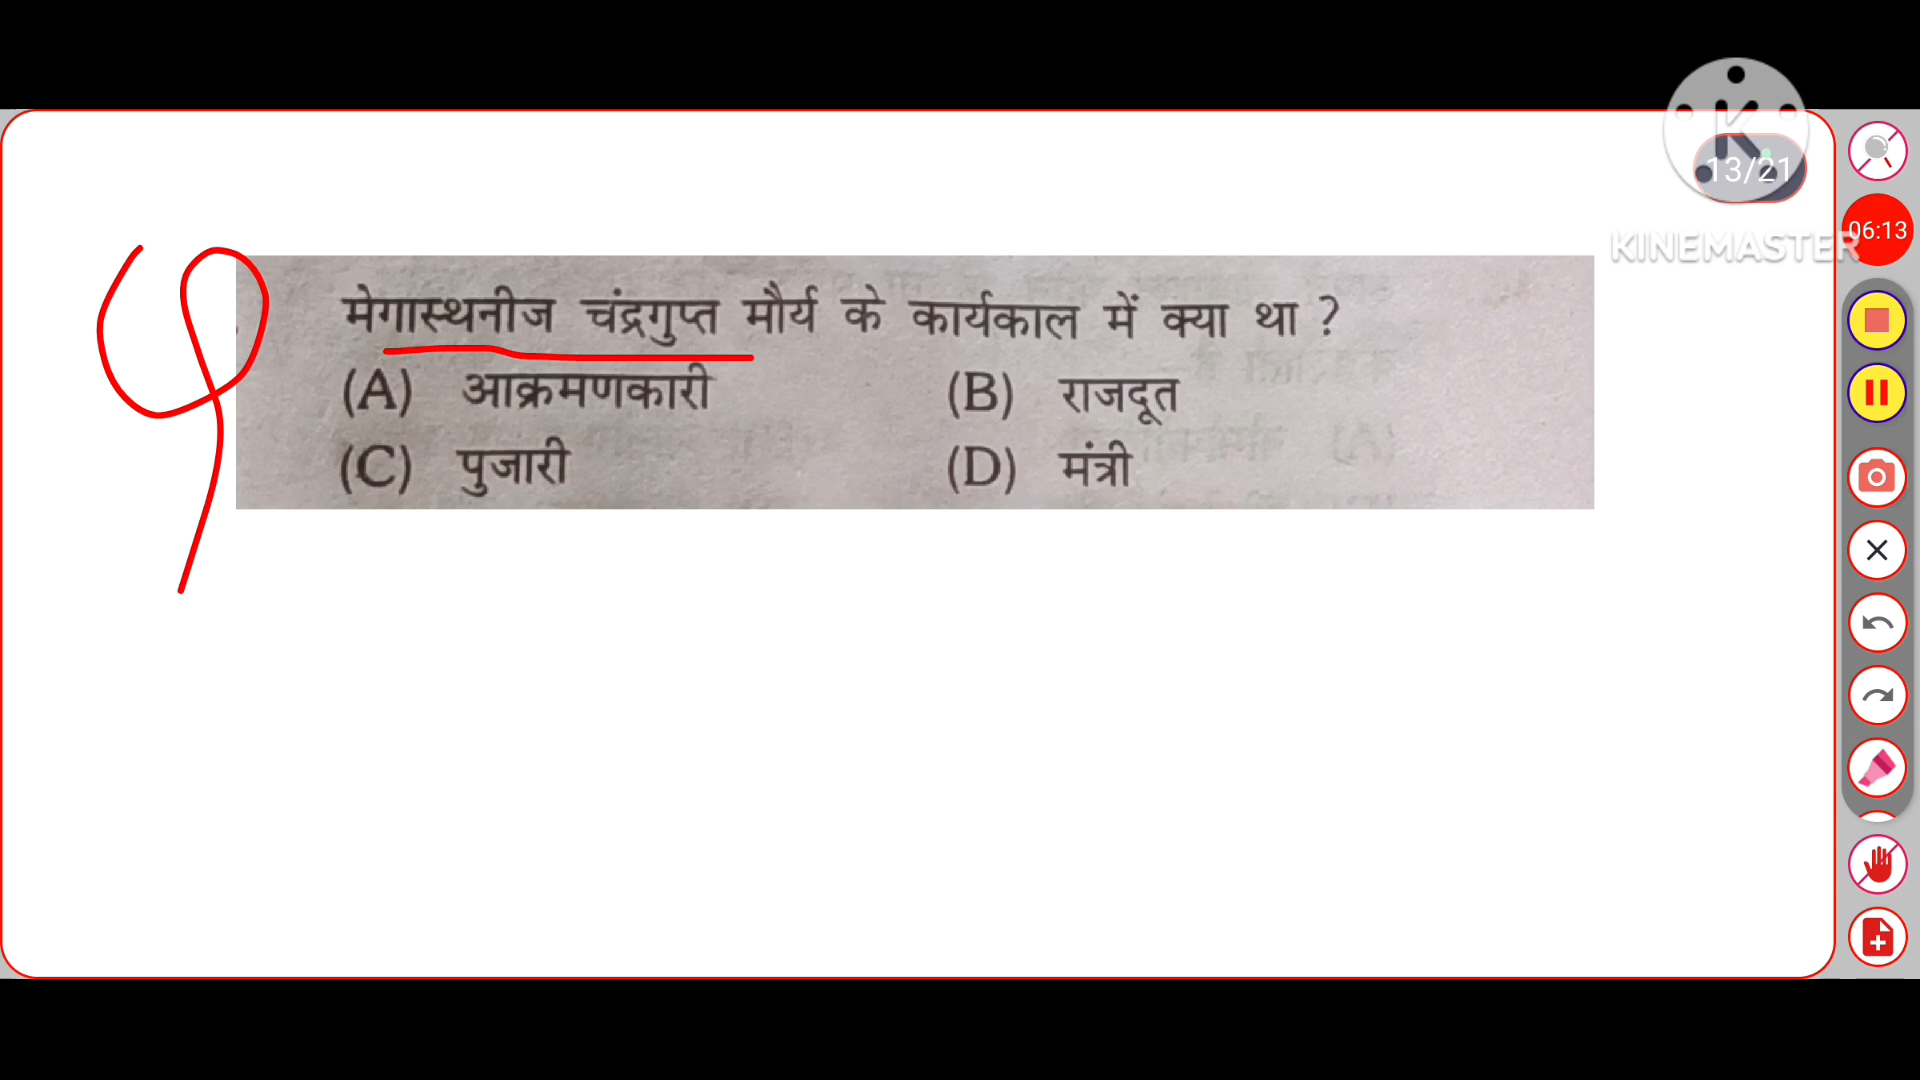 13/21
KINEMASTER
06:13
मेगास्थनीज चंद्रगुप्त मौर्य के कार्यकाल में क्या था ?
(A) आक्रमणकारी (B) राजदूत
(C) पुजारी (D) मंत्री